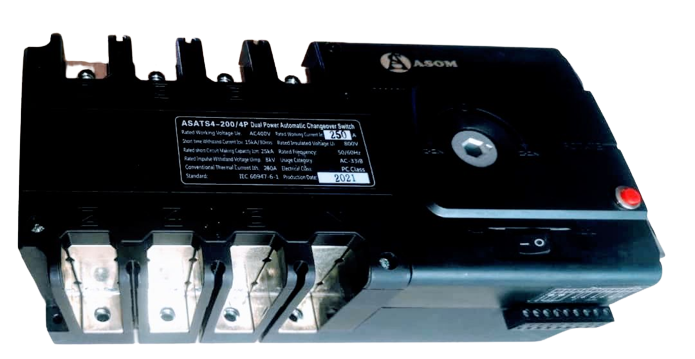 ASOM
ASATS4-200/4P Dual Power Automatic Changeover Switch
Rated Working Voltage Ue: AC400V Rated Working Current Ie: 250 A
Short time Withstand Current Icw: 15kA/30ms Rated Insulated Voltage Ui: 800V
Rated short Circuit Making Capacity Icm: 25kA Rated Frequency: 50/60Hz
Rated Impulse Withstand Voltage Uimp: 8kV Usage Category AC-33iB
Conventional Thermal Current Ith: 280A Electrical Class: PC Class
Standard: IEC 60947-6-1 Production Date: 2021